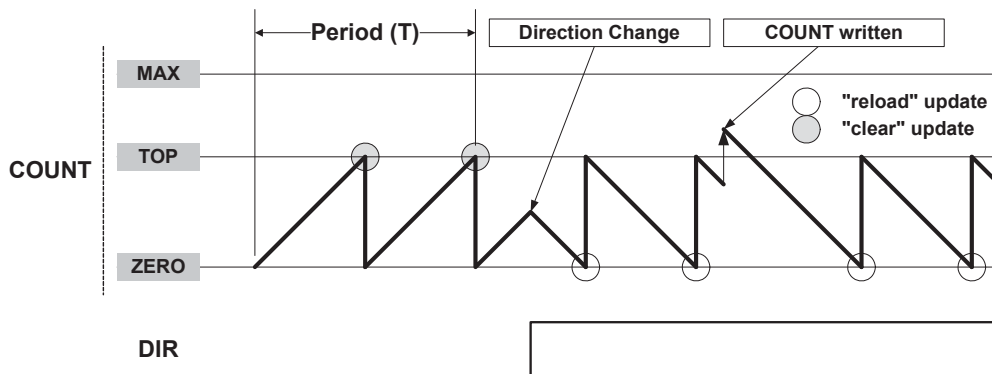 Period (T)
Direction Change
COUNT written
MAX
"reload" update
"clear" update
TOP
COUNT
ZERO
DIR